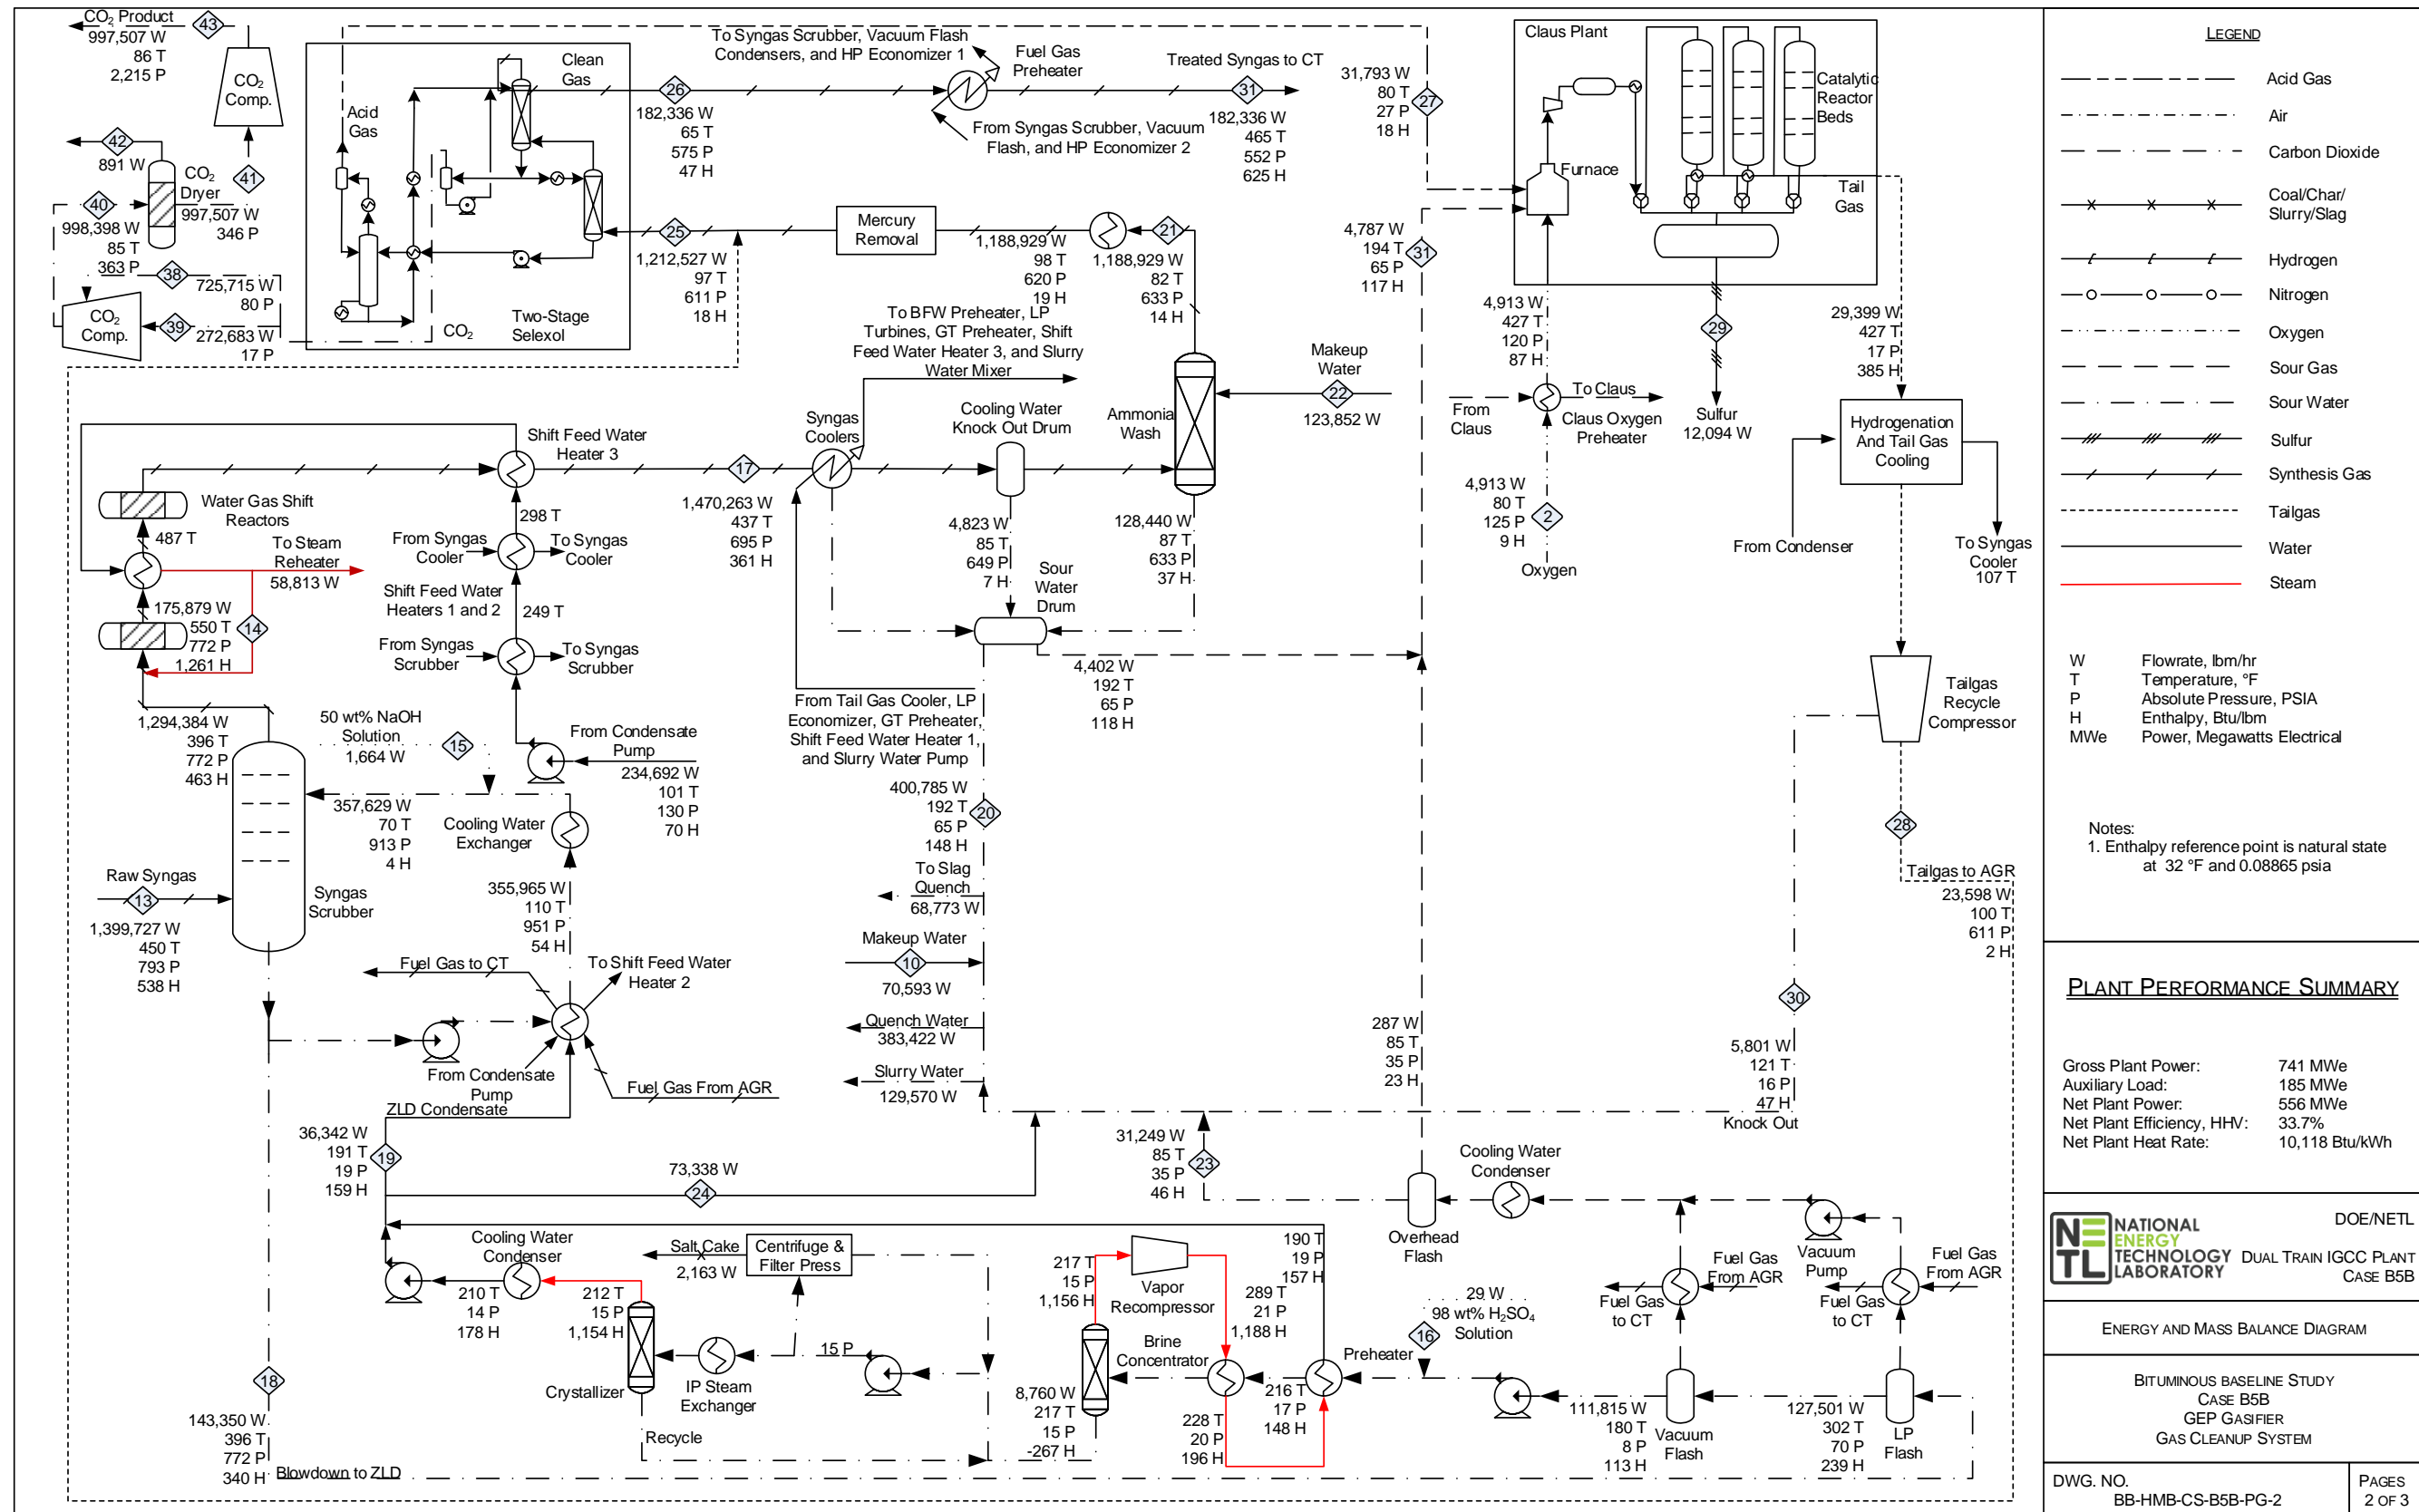 CO2 Product
997,507 W
86 T
2,215 P
43
CO2
Comp.
42
891 W
CO2
Dryer
41
997,507 W
346 P
40
998,398 W
85 T
363 P
38
725,715 W
80 P
CO2
Comp.
39
272,683 W
17 P
Acid
Gas
Clean
Gas
CO2
Two-Stage
Selexol
To Syngas Scrubber, Vacuum Flash
Condensers, and HP Economizer 1
Fuel Gas
Preheater
Treated Syngas to CT
26
182,336 W
65 T
575 P
47 H
31
182,336 W
465 T
552 P
625 H
From Syngas Scrubber, Vacuum
Flash, and HP Economizer 2
25
1,212,527 W
97 T
611 P
18 H
Mercury
Removal
1,188,929 W
98 T
620 P
19 H
21
1,188,929 W
82 T
633 P
14 H
31,793 W
80 T
27 P
18 H
27
4,787 W
194 T
65 P
117 H
31
Claus Plant
Catalytic
Reactor
Beds
Furnace
Tail
Gas
4,913 W
427 T
120 P
87 H
29
Sulfur
12,094 W
29,399 W
427 T
17 P
385 H
From
Claus
To Claus
Claus Oxygen
Preheater
4,913 W
80 T
125 P
9 H
2
Oxygen
Hydrogenation
And Tail Gas
Cooling
From Condenser
To Syngas
Cooler
107 T
To BFW Preheater, LP
Turbines, GT Preheater, Shift
Feed Water Heater 3, and Slurry
Water Mixer
Makeup
Water
22
123,852 W
Syngas
Coolers
Cooling Water
Knock Out Drum
Ammonia
Wash
Shift Feed Water
Heater 3
17
1,470,263 W
437 T
695 P
361 H
Water Gas Shift
Reactors
487 T
To Steam
Reheater
58,813 W
175,879 W
550 T
772 P
1,261 H
14
298 T
From Syngas
Cooler
To Syngas
Cooler
Shift Feed Water
Heaters 1 and 2
249 T
From Syngas
Scrubber
To Syngas
Scrubber
4,823 W
85 T
649 P
7 H
128,440 W
87 T
633 P
37 H
Sour
Water
Drum
4,402 W
192 T
65 P
118 H
From Tail Gas Cooler, LP
Economizer, GT Preheater,
Shift Feed Water Heater 1,
and Slurry Water Pump
1,294,384 W
396 T
772 P
463 H
50 wt% NaOH
Solution
1,664 W
15
From Condensate
Pump
234,692 W
101 T
130 P
70 H
357,629 W
70 T
913 P
4 H
Cooling Water
Exchanger
400,785 W
192 T
65 P
148 H
20
Raw Syngas
13
1,399,727 W
450 T
793 P
538 H
Syngas
Scrubber
355,965 W
110 T
951 P
54 H
To Slag
Quench
68,773 W
Makeup Water
10
70,593 W
Quench Water
383,422 W
Slurry Water
129,570 W
Fuel Gas to CT
To Shift Feed Water
Heater 2
From Condensate
Pump
Fuel Gas From AGR
ZLD Condensate
36,342 W
191 T
19 P
159 H
19
73,338 W
24
287 W
85 T
35 P
23 H
31,249 W
85 T
35 P
46 H
23
5,801 W
121 T
16 P
47 H
30
Knock Out
Tailgas
Recycle
Compressor
28
Tailgas to AGR
23,598 W
100 T
611 P
2 H
Cooling Water
Condenser
Overhead
Flash
Vacuum
Pump
Fuel Gas
From AGR
Fuel Gas
to CT
Fuel Gas
From AGR
Fuel Gas
to CT
Cooling Water
Condenser
Salt Cake
2,163 W
Centrifuge &
Filter Press
210 T
14 P
178 H
212 T
15 P
1,154 H
Crystallizer
IP Steam
Exchanger
15 P
Recycle
217 T
15 P
1,156 H
Vapor
Recompressor
289 T
21 P
1,188 H
190 T
19 P
157 H
29 W
98 wt% H2SO4
Solution
16
Brine
Concentrator
Preheater
8,760 W
217 T
15 P
-267 H
228 T
20 P
196 H
216 T
17 P
148 H
111,815 W
180 T
8 P
113 H
Vacuum
Flash
127,501 W
302 T
70 P
239 H
LP
Flash
18
143,350 W
396 T
772 P
340 H
Blowdown to ZLD
LEGEND
Acid Gas
Air
Carbon Dioxide
Coal/Char/
Slurry/Slag
Hydrogen
Nitrogen
Oxygen
Sour Gas
Sour Water
Sulfur
Synthesis Gas
Tailgas
Water
Steam
W Flowrate, lbm/hr
T Temperature, °F
P Absolute Pressure, PSIA
H Enthalpy, Btu/lbm
MWe Power, Megawatts Electrical
Notes:
1. Enthalpy reference point is natural state
at 32 °F and 0.08865 psia
PLANT PERFORMANCE SUMMARY
Gross Plant Power: 741 MWe
Auxiliary Load: 185 MWe
Net Plant Power: 556 MWe
Net Plant Efficiency, HHV: 33.7%
Net Plant Heat Rate: 10,118 Btu/kWh
NETL
NATIONAL
ENERGY
TECHNOLOGY
LABORATORY
DOE/NETL
DUAL TRAIN IGCC PLANT
CASE B5B
ENERGY AND MASS BALANCE DIAGRAM
BITUMINOUS BASELINE STUDY
CASE B5B
GEP GASIFIER
GAS CLEANUP SYSTEM
DWG. NO.
BB-HMB-CS-B5B-PG-2
PAGES
2 OF 3